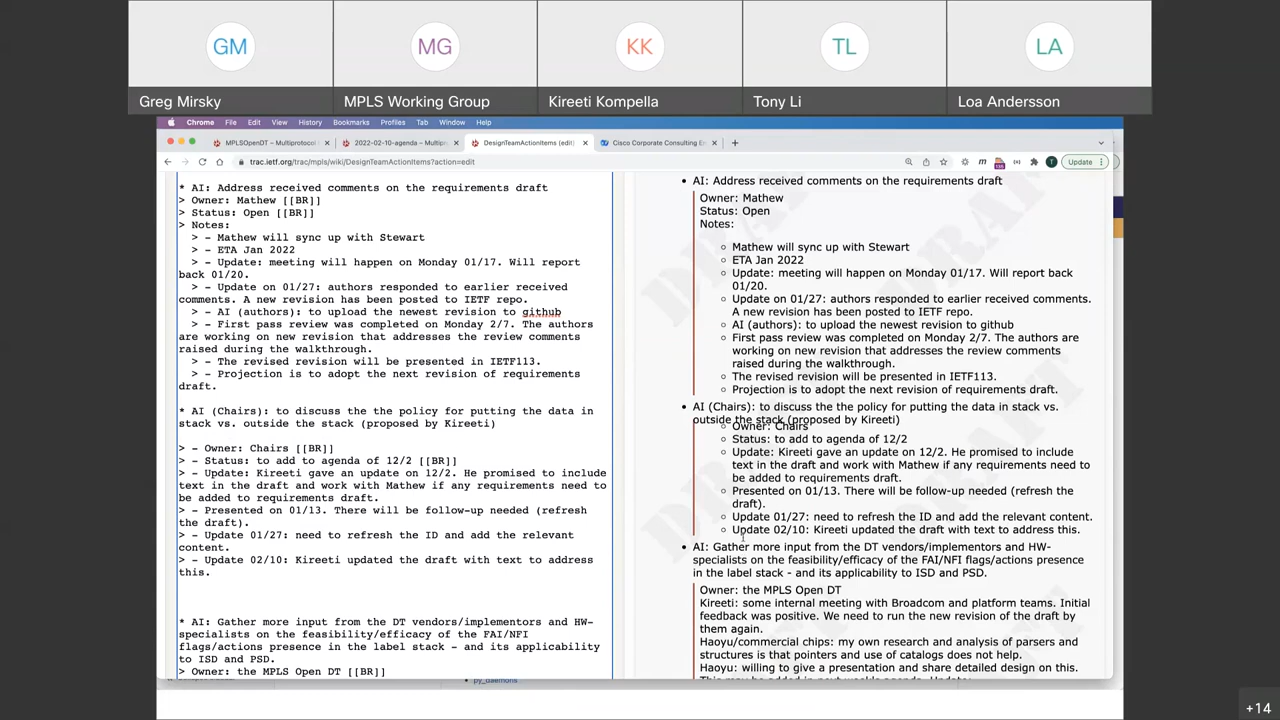 GM
MG
KK
TL
LA
Greg Mirsky
MPLS Working Group
Kireeti Kompella
Tony Li
Loa Andersson
Chrome File Edit View History Bookmarks Profiles Tab Window Help
MPLSOpenDT – Multiprotocol
2022-02-10-agenda – Multipr
DesignTeamActionItems (edit)
Cisco Corporate Consulting E
trac.ietf.org/trac/mpls/wiki/DesignTeamActionItems?action=edit
Update
* AI: Address received comments on the requirements draft
> Owner: Mathew [[BR]]
> Status: Open [[BR]]
> Notes:
> - Mathew will sync up with Stewart
> - ETA Jan 2022
> - Update: meeting will happen on Monday 01/17. Will report
back 01/20.
> - Update on 01/27: authors responded to earlier received
comments. A new revision has been posted to IETF repo.
> - AI (authors): to upload the newest revision to github
> - First pass review was completed on Monday 2/7. The authors
are working on new revision that addresses the review comments
raised during the walkthrough.
> - The revised revision will be presented in IETF113.
> - Projection is to adopt the next revision of requirements
draft.
* AI (Chairs): to discuss the the policy for putting the data in
stack vs. outside the stack (proposed by Kireeti)
> - Owner: Chairs [[BR]]
> - Status: to add to agenda of 12/2 [[BR]]
> - Update: Kireeti gave an update on 12/2. He promised to include
text in the draft and work with Mathew if any requirements need to
be added to requirements draft.
> - Presented on 01/13. There will be follow-up needed (refresh
the draft).
> - Update 01/27: need to refresh the ID and add the relevant
content.
> - Update 02/10: Kireeti updated the draft with text to address
this.
* AI: Gather more input from the DT vendors/implementors and HW-
specialists on the feasibility/efficacy of the FAI/NFI
flags/actions presence in the label stack - and its applicability
to ISD and PSD.
> Owner: the MPLS Open DT [[BR]]
AI: Address received comments on the requirements draft
Owner: Mathew
Status: Open
Notes:
Mathew will sync up with Stewart
ETA Jan 2022
Update: meeting will happen on Monday 01/17. Will report back
01/20.
Update on 01/27: authors responded to earlier received comments.
A new revision has been posted to IETF repo.
AI (authors): to upload the newest revision to github
First pass review was completed on Monday 2/7. The authors are
working on new revision that addresses the review comments
raised during the walkthrough.
The revised revision will be presented in IETF113.
Projection is to adopt the next revision of requirements draft.
AI (Chairs): to discuss the the policy for putting the data in stack vs.
outside the stack (proposed by Kireeti)
Owner: Chairs
Status: to add to agenda of 12/2
Update: Kireeti gave an update on 12/2. He promised to include
text in the draft and work with Mathew if any requirements need to
be added to requirements draft.
Presented on 01/13. There will be follow-up needed (refresh the
draft).
Update 01/27: need to refresh the ID and add the relevant content.
Update 02/10: Kireeti updated the draft with text to address this.
AI: Gather more input from the DT vendors/implementors and HW-
specialists on the feasibility/efficacy of the FAI/NFI flags/actions presence
in the label stack - and its applicability to ISD and PSD.
Owner: the MPLS Open DT
Kireeti: some internal meeting with Broadcom and platform teams. Initial
feedback was positive. We need to run the new revision of the draft by
them again.
Haoyu/commercial chips: my own research and analysis of parsers and
structures is that pointers and use of catalogs does not help.
Haoyu: willing to give a presentation and share detailed design on this.
DRAFT
py_daemons
+14